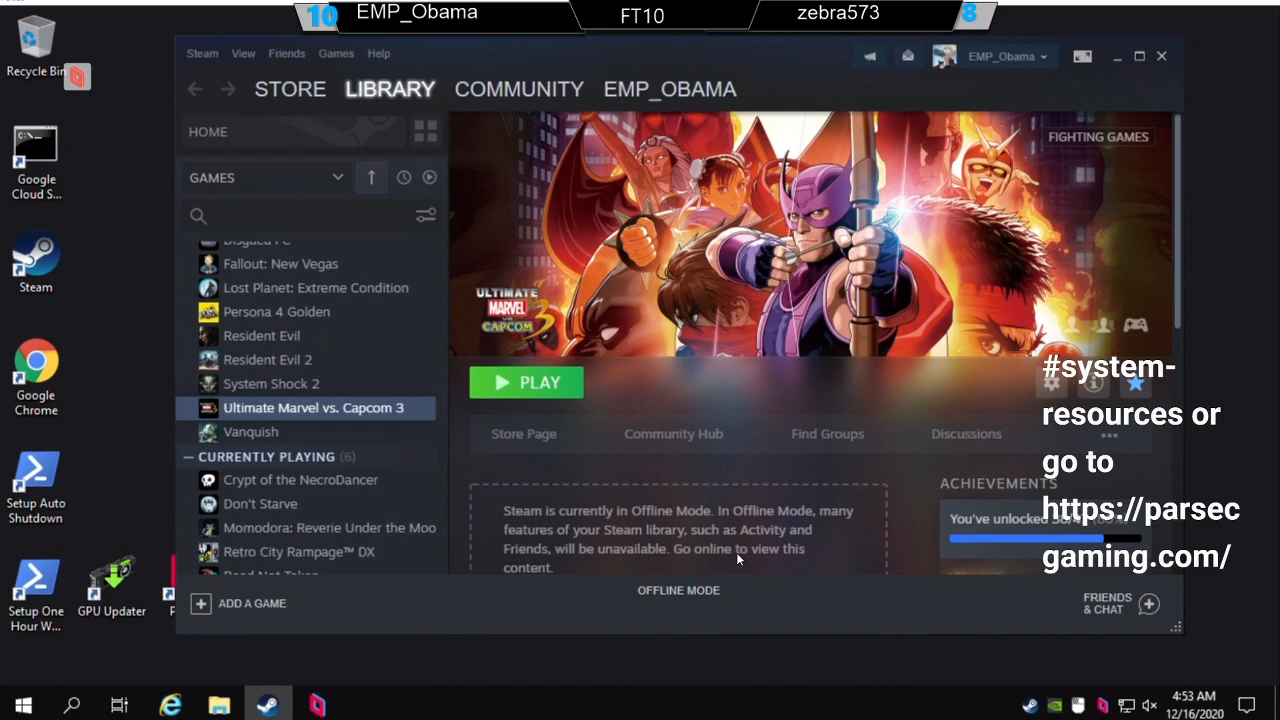 10
EMP_Obama
FT10
zebra573
8
Recycle Bin
Steam View Friends Games Help
EMP_Obama
STORE LIBRARY COMMUNITY EMP_OBAMA
HOME
FIGHTING GAMES
Google
Cloud S...
GAMES
Disgaea PC
Fallout: New Vegas
Steam
Lost Planet: Extreme Condition
Persona 4 Golden
ULTIMATE
MARVEL
VS.
CAPCOM 3
Resident Evil
Resident Evil 2
System Shock 2
PLAY
Google
Chrome
Ultimate Marvel vs. Capcom 3
Vanquish
Store Page Community Hub Find Groups Discussions
#system-
resources or
go to
https://parsec
gaming.com/
CURRENTLY PLAYING (6)
Crypt of the NecroDancer
ACHIEVEMENTS
Setup Auto
Shutdown
Don't Starve
Steam is currently in Offline Mode. In Offline Mode, many
features of your Steam library, such as Activity and
Friends, will be unavailable. Go online to view this
content.
You've unlocked
Momodora: Reverie Under the Moo
Retro City Rampage™ DX
Setup One
Hour W...
GPU Updater
P
ADD A GAME
OFFLINE MODE
FRIENDS
& CHAT
4:53 AM
12/16/2020